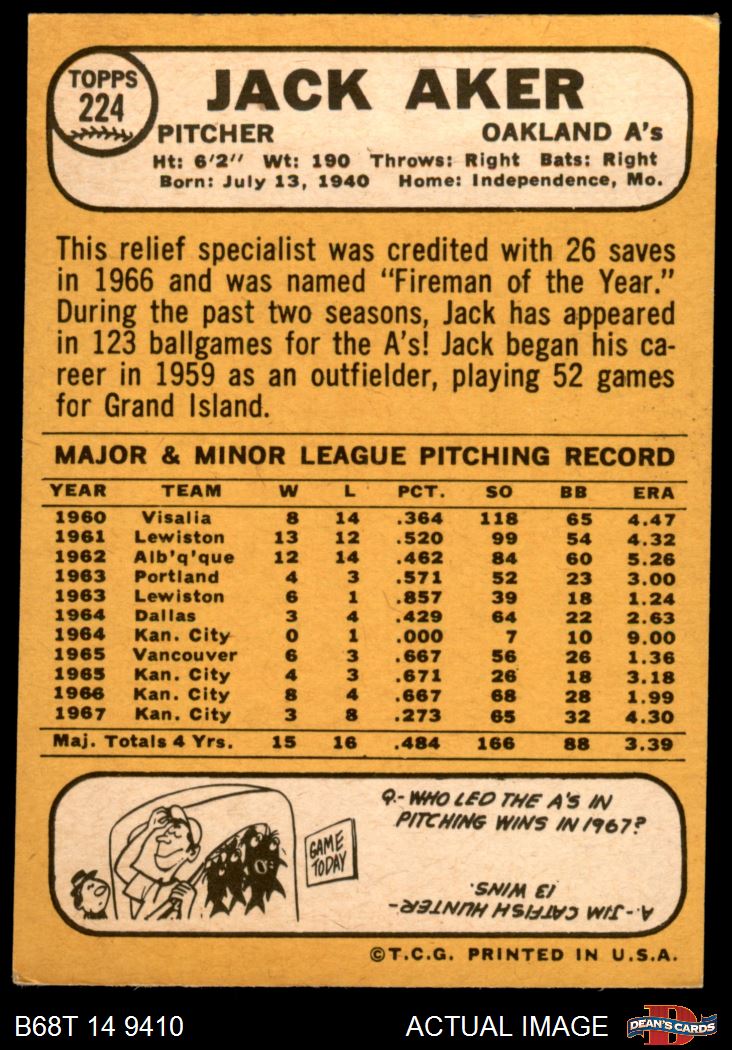 TOPPS
224
JACK AKER
PITCHER OAKLAND A's
Ht: 6'2" Wt: 190 Throws: Right Bats: Right
Born: July 13, 1940 Home: Independence, Mo.
This relief specialist was credited with 26 saves
in 1966 and was named "Fireman of the Year."
During the past two seasons, Jack has appeared
in 123 ballgames for the A's! Jack began his ca-
reer in 1959 as an outfielder, playing 52 games
for Grand Island.
MAJOR & MINOR LEAGUE PITCHING RECORD
YEAR TEAM W L PCT. SO BB ERA
1960 Visalia 8 14 .364 118 65 4.47
1961 Lewiston 13 12 .520 99 54 4.32
1962 Alb'q'que 12 14 .462 84 60 5.26
1963 Portland 4 3 .571 52 23 3.00
1963 Lewiston 6 1 .857 39 18 1.24
1964 Dallas 3 4 .429 64 22 2.63
1964 Kan. City 0 1 .000 7 10 9.00
1965 Vancouver 6 3 .667 56 26 1.36
1965 Kan. City 4 3 .671 26 18 3.18
1966 Kan. City 8 4 .667 68 28 1.99
1967 Kan. City 3 8 .273 65 32 4.30
Maj. Totals 4 Yrs. 15 16 .484 166 88 3.39
Q.-WHO LED THE A'S IN
PITCHING WINS IN 1967?
GAME
TODAY
A.-JIM CATFISH HUNTER-
13 WINS.
©T.C.G. PRINTED IN U.S.A.
B68T 14 9410 ACTUAL IMAGE
DEAN'S CARDS